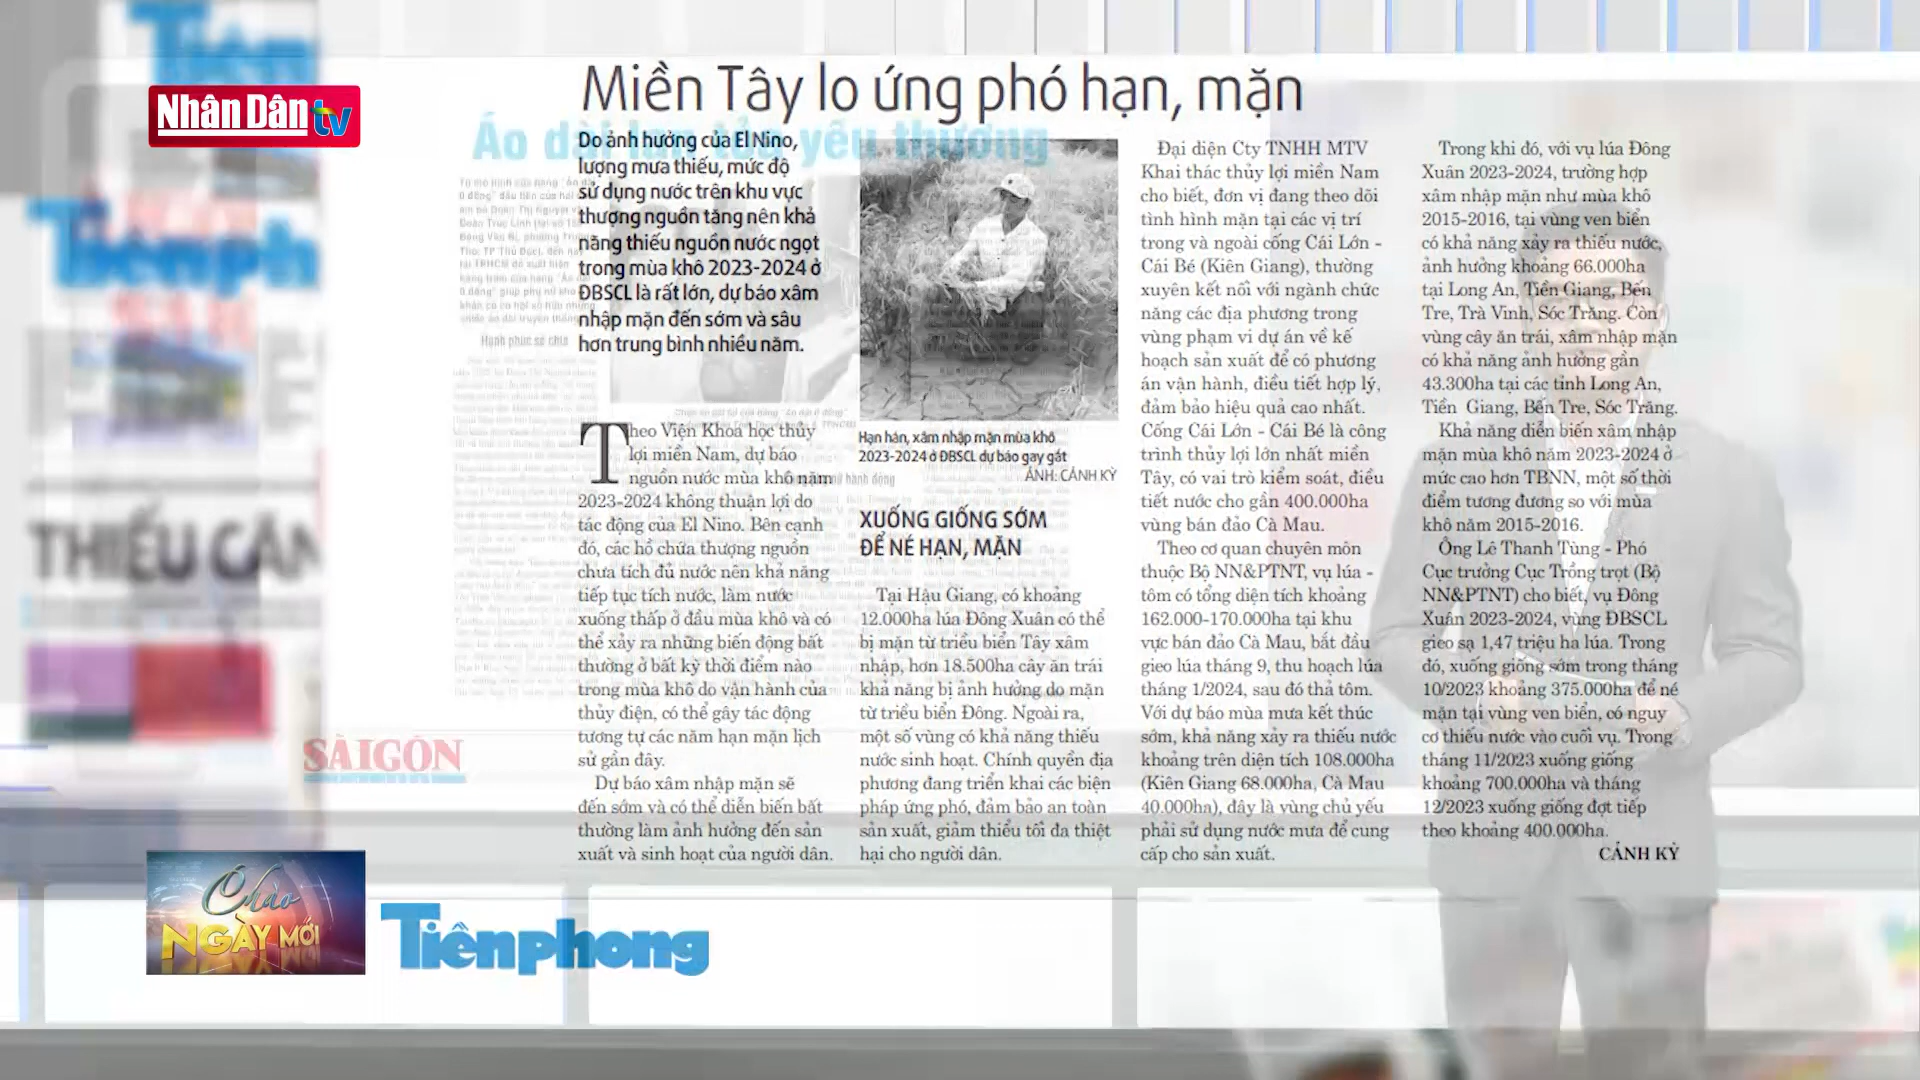 Nhân Dân tv
Miền Tây lo ứng phó hạn, mặn
Áo dài lan tỏa yêu thương
Do ảnh hưởng của El Nino,
lượng mưa thiếu, mức độ
sử dụng nước trên khu vực
thượng nguồn tăng nên khả
năng thiếu nguồn nước ngọt
trong mùa khô 2023-2024 ở
ĐBSCL là rất lớn, dự báo xâm
nhập mặn đến sớm và sâu
hơn trung bình nhiều năm.
Theo Viện Khoa học thủy
lợi miền Nam, dự báo
nguồn nước mùa khô năm
2023-2024 không thuận lợi do
tác động của El Nino. Bên cạnh
đó, các hồ chứa thượng nguồn
chưa tích đủ nước nên khả năng
tiếp tục tích nước, làm nước
xuống thấp ở đầu mùa khô và có
thể xảy ra những biến động bất
thường ở bất kỳ thời điểm nào
trong mùa khô do vận hành của
thủy điện, có thể gây tác động
tương tự các năm hạn mặn lịch
sử gần đây.
Dự báo xâm nhập mặn sẽ
đến sớm và có thể diễn biến bất
thường làm ảnh hưởng đến sản
xuất và sinh hoạt của người dân.
Hạn hán, xâm nhập mặn mùa khô
2023-2024 ở ĐBSCL dự báo gay gắt
ẢNH: CẢNH KỲ
XUỐNG GIỐNG SỚM
ĐỂ NÉ HẠN, MẶN
Tại Hậu Giang, có khoảng
12.000ha lúa Đông Xuân có thể
bị mặn từ triều biển Tây xâm
nhập, hơn 18.500ha cây ăn trái
khả năng bị ảnh hưởng do mặn
từ triều biển Đông. Ngoài ra,
một số vùng có khả năng thiếu
nước sinh hoạt. Chính quyền địa
phương đang triển khai các biện
pháp ứng phó, đảm bảo an toàn
sản xuất, giảm thiểu tối đa thiệt
hại cho người dân.
Đại diện Cty TNHH MTV
Khai thác thủy lợi miền Nam
cho biết, đơn vị đang theo dõi
tình hình mặn tại các vị trí
trong và ngoài cống Cái Lớn -
Cái Bé (Kiên Giang), thường
xuyên kết nối với ngành chức
năng các địa phương trong
vùng phạm vi dự án về kế
hoạch sản xuất để có phương
án vận hành, điều tiết hợp lý,
đảm bảo hiệu quả cao nhất.
Cống Cái Lớn - Cái Bé là công
trình thủy lợi lớn nhất miền
Tây, có vai trò kiểm soát, điều
tiết nước cho gần 400.000ha
vùng bán đảo Cà Mau.
Theo cơ quan chuyên môn
thuộc Bộ NN&PTNT, vụ lúa -
tôm có tổng diện tích khoảng
162.000-170.000ha tại khu
vực bán đảo Cà Mau, bắt đầu
gieo lúa tháng 9, thu hoạch lúa
tháng 1/2024, sau đó thả tôm.
Với dự báo mùa mưa kết thúc
sớm, khả năng xảy ra thiếu nước
khoảng trên diện tích 108.000ha
(Kiên Giang 68.000ha, Cà Mau
40.000ha), đây là vùng chủ yếu
phải sử dụng nước mưa để cung
cấp cho sản xuất.
Trong khi đó, với vụ lúa Đông
Xuân 2023-2024, trường hợp
xâm nhập mặn như mùa khô
2015-2016, tại vùng ven biển
có khả năng xảy ra thiếu nước,
ảnh hưởng khoảng 66.000ha
tại Long An, Tiền Giang, Bến
Tre, Trà Vinh, Sóc Trăng. Còn
vùng cây ăn trái, xâm nhập mặn
có khả năng ảnh hưởng gần
43.300ha tại các tỉnh Long An,
Tiền Giang, Bến Tre, Sóc Trăng.
Khả năng diễn biến xâm nhập
mặn mùa khô năm 2023-2024 ở
mức cao hơn TBNN, một số thời
điểm tương đương so với mùa
khô năm 2015-2016.
Ông Lê Thanh Tùng - Phó
Cục trưởng Cục Trồng trọt (Bộ
NN&PTNT) cho biết, vụ Đông
Xuân 2023-2024, vùng ĐBSCL
gieo sạ 1,47 triệu ha lúa. Trong
đó, xuống giống sớm trong tháng
10/2023 khoảng 375.000ha để né
mặn tại vùng ven biển, có nguy
cơ thiếu nước vào cuối vụ. Trong
tháng 11/2023 xuống giống
khoảng 700.000ha và tháng
12/2023 xuống giống đợt tiếp
theo khoảng 400.000ha.
CẢNH KỲ
THIẾU CĂN
SÀI GÒN
Chào
NGÀY MỚI
Tiền phong